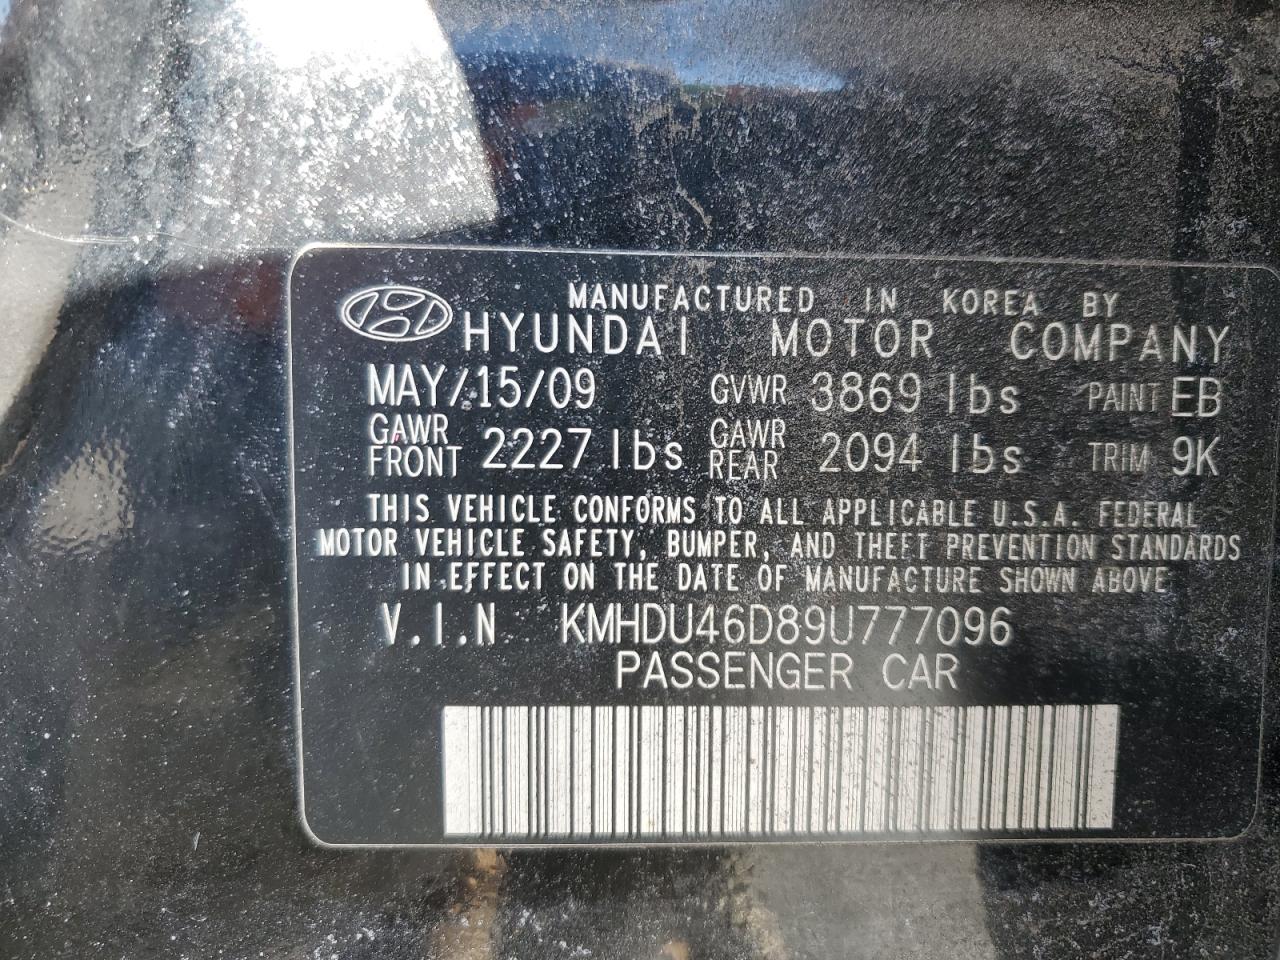 MANUFACTURED IN KOREA BY
HYUNDAI MOTOR COMPANY
MAY/15/09 GVWR 3869 lbs PAINT EB
GAWR FRONT 2227 lbs GAWR REAR 2094 lbs TRIM 9K
THIS VEHICLE CONFORMS TO ALL APPLICABLE U.S.A. FEDERAL
MOTOR VEHICLE SAFETY, BUMPER, AND THEFT PREVENTION STANDARDS
IN EFFECT ON THE DATE OF MANUFACTURE SHOWN ABOVE
V.I.N KMHDU46D89U777096
PASSENGER CAR